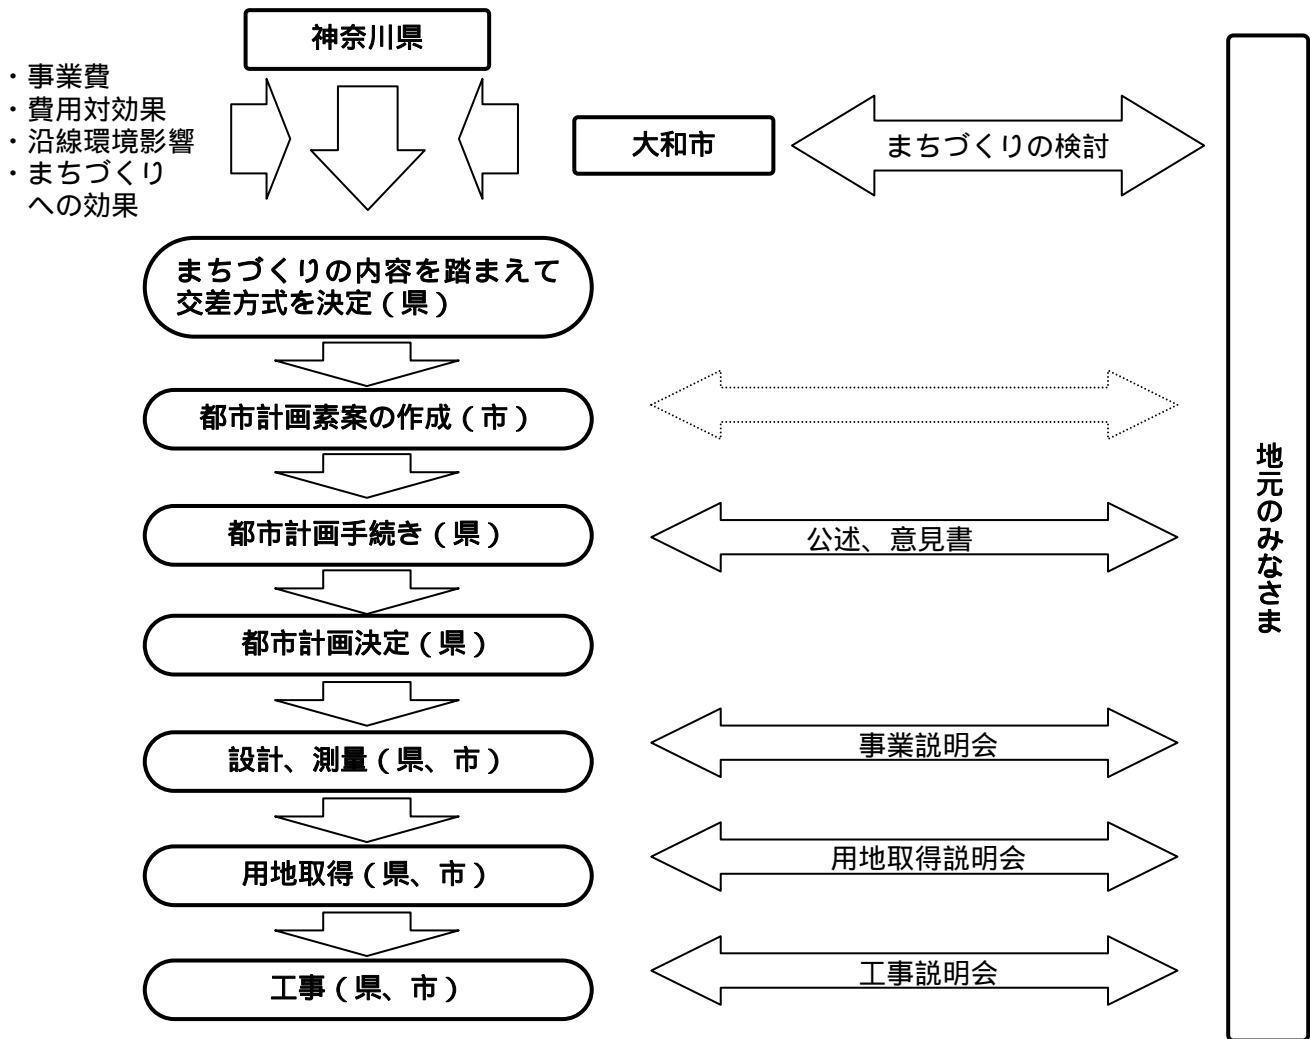 神奈川県
・事業費
・費用対効果
・沿線環境影響
・まちづくり
への効果
大和市
まちづくりの検討
まちづくりの内容を踏まえて
交差方式を決定（県）
都市計画素案の作成（市）
都市計画手続き（県）
公述、意見書
都市計画決定（県）
設計、測量（県、市）
事業説明会
用地取得（県、市）
用地取得説明会
工事（県、市）
工事説明会
地元のみなさま